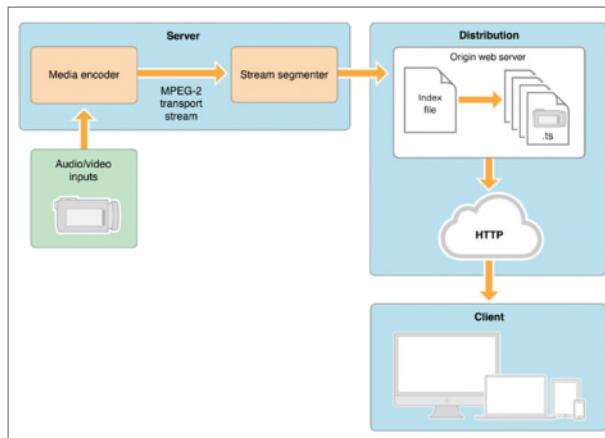 Server
Media encoder
MPEG-2
transport
stream
Stream segmenter
Audio/video
inputs
Distribution
Origin web server
Index
file
.ts
HTTP
Client